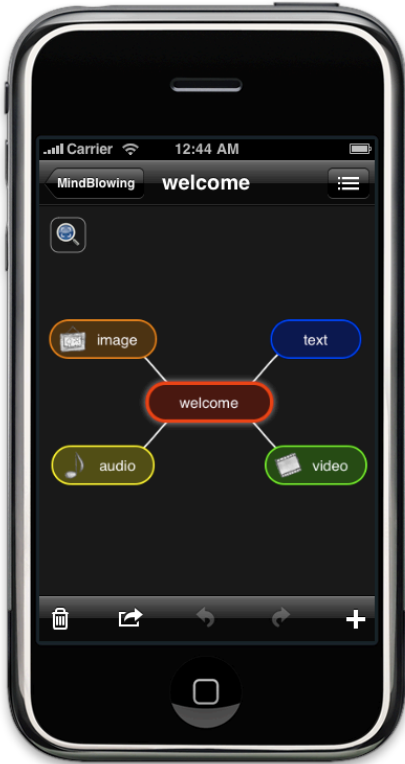 Carrier 12:44 AM
MindBlowing welcome
image text
welcome
audio video